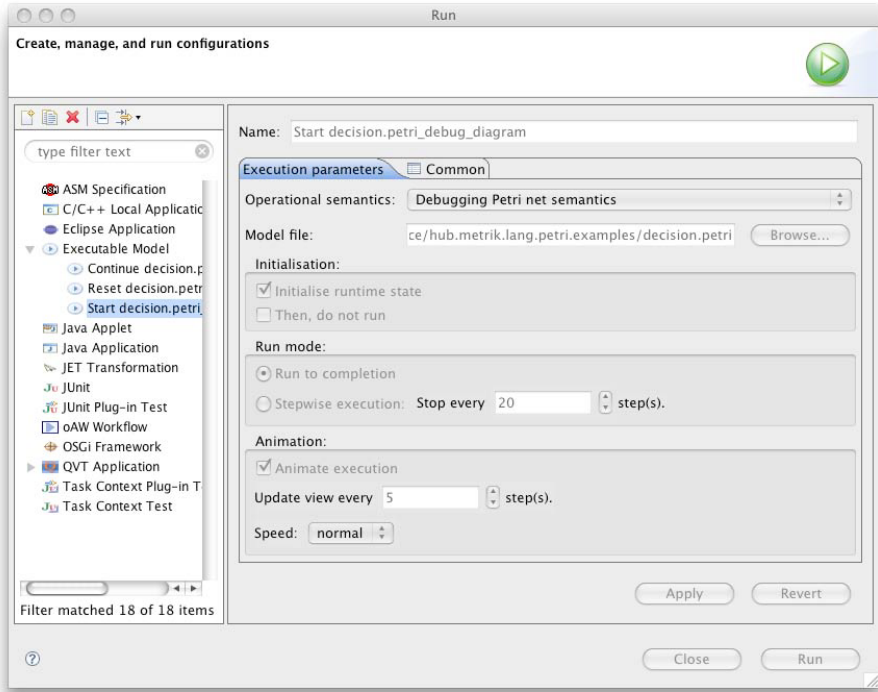 Run
Create, manage, and run configurations
type filter text
ASM Specification
C/C++ Local Applicatic
Eclipse Application
Executable Model
Continue decision.p
Reset decision.petr
Start decision.petri_
Java Applet
Java Application
JET Transformation
JUnit
JUnit Plug-in Test
oAW Workflow
OSGi Framework
QVT Application
Task Context Plug-in T
Task Context Test
Filter matched 18 of 18 items
Name: Start decision.petri_debug_diagram
Execution parameters Common
Operational semantics: Debugging Petri net semantics
Model file: ce/hub.metrik.lang.petri.examples/decision.petri Browse...
Initialisation:
Initialise runtime state
Then, do not run
Run mode:
Run to completion
Stepwise execution: Stop every 20 step(s).
Animation:
Animate execution
Update view every 5 step(s).
Speed: normal
Apply Revert
? Close Run